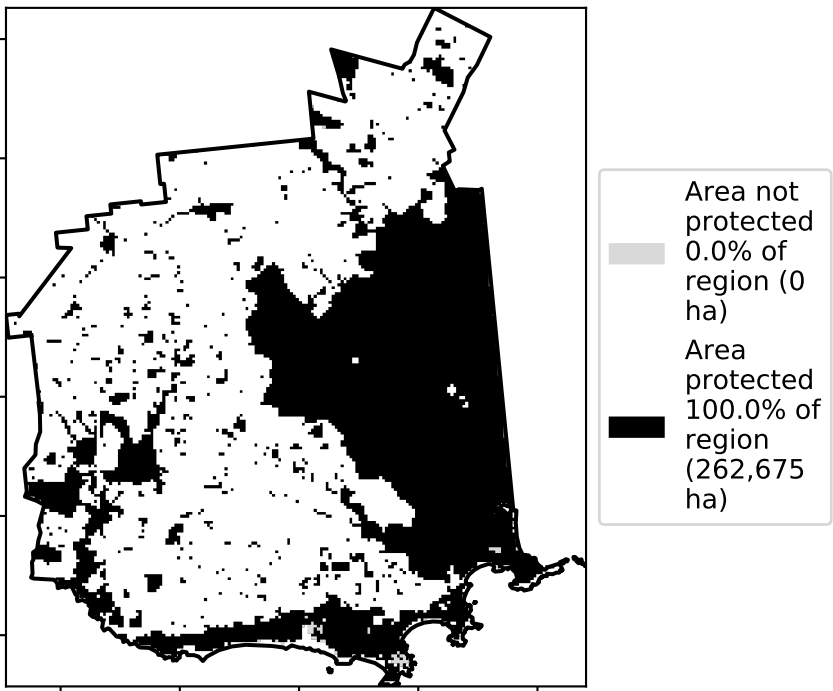 Area not
protected
0.0% of
region (0
ha)
Area
protected
100.0% of
region
(262,675
ha)